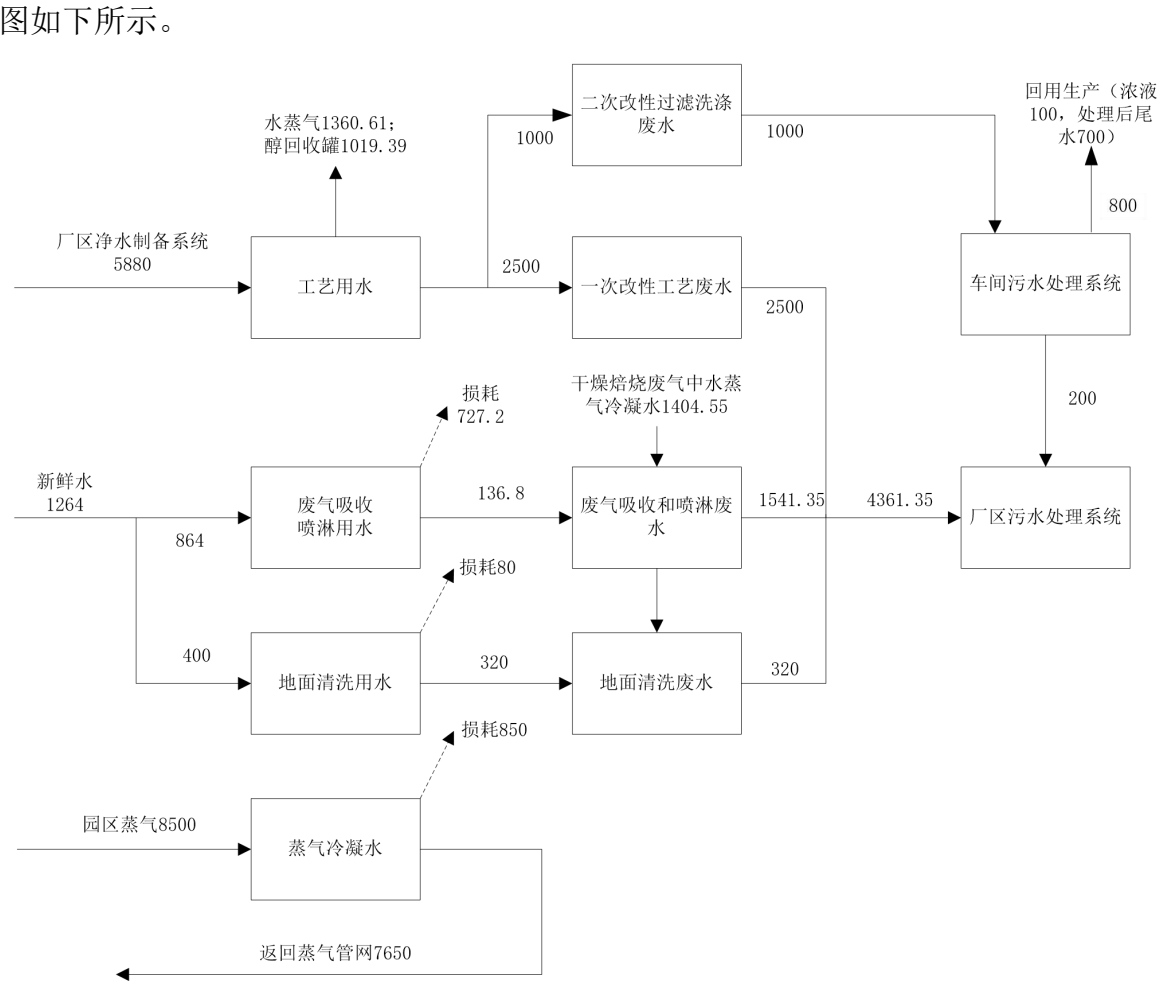 图如下所示。
二次改性过滤洗涤
废水
回用生产（浓液
100，处理后尾
水700）
水蒸气1360.61；
醇回收罐1019.39
1000
1000
800
厂区净水制备系统
5880
工艺用水
2500
一次改性工艺废水
2500
车间污水处理系统
干燥焙烧废气中水蒸
气冷凝水1404.55
损耗
727.2
200
新鲜水
1264
864
废气吸收
喷淋用水
136.8
废气吸收和喷淋废
水
1541.35
4361.35
厂区污水处理系统
损耗80
400
地面清洗用水
320
地面清洗废水
320
损耗850
园区蒸气8500
蒸气冷凝水
返回蒸气管网7650